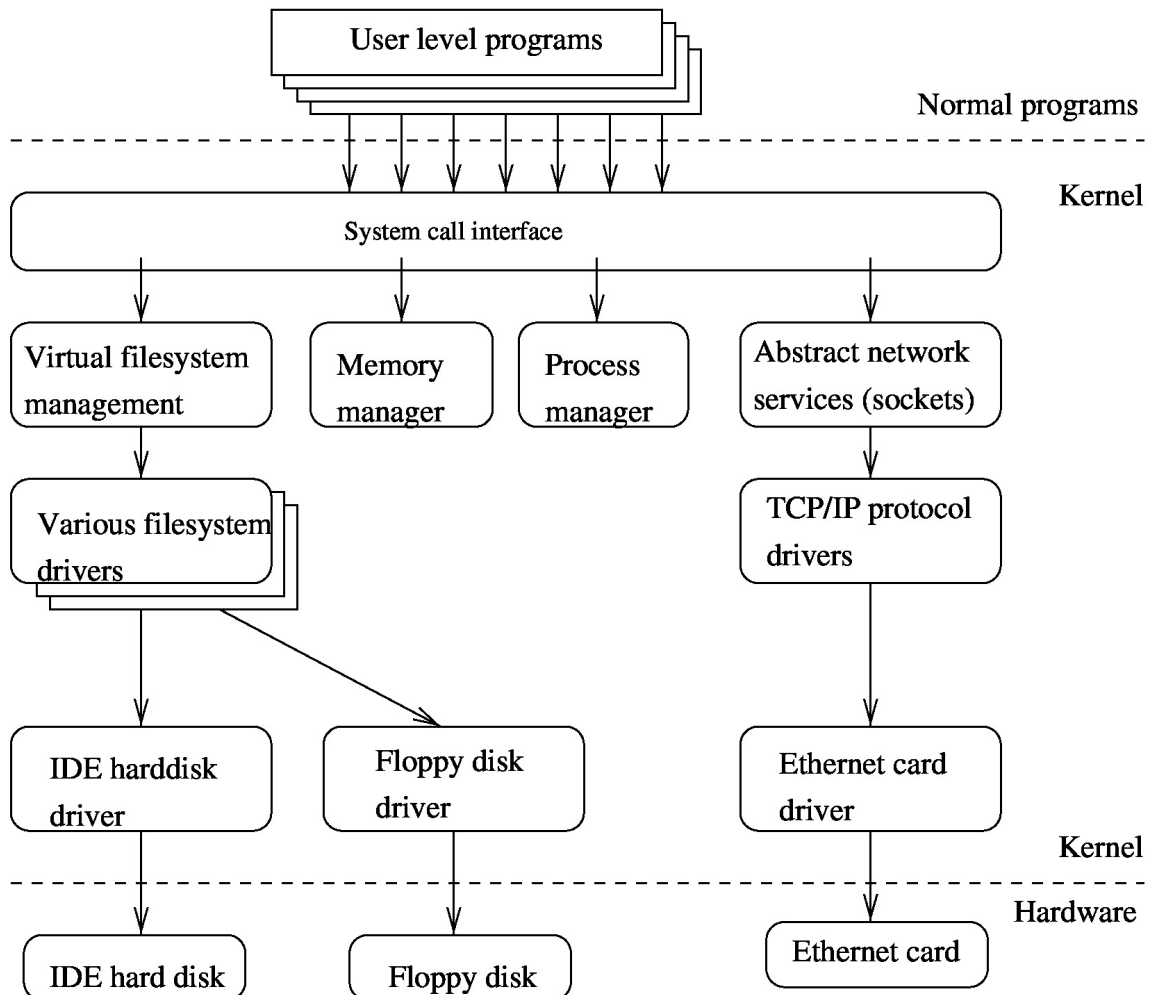 User level programs
Normal programs
Kernel
System call interface
Virtual filesystem
management
Memory
manager
Process
manager
Abstract network
services (sockets)
Various filesystem
drivers
TCP/IP protocol
drivers
IDE harddisk
driver
Floppy disk
driver
Ethernet card
driver
Kernel
Hardware
IDE hard disk
Floppy disk
Ethernet card